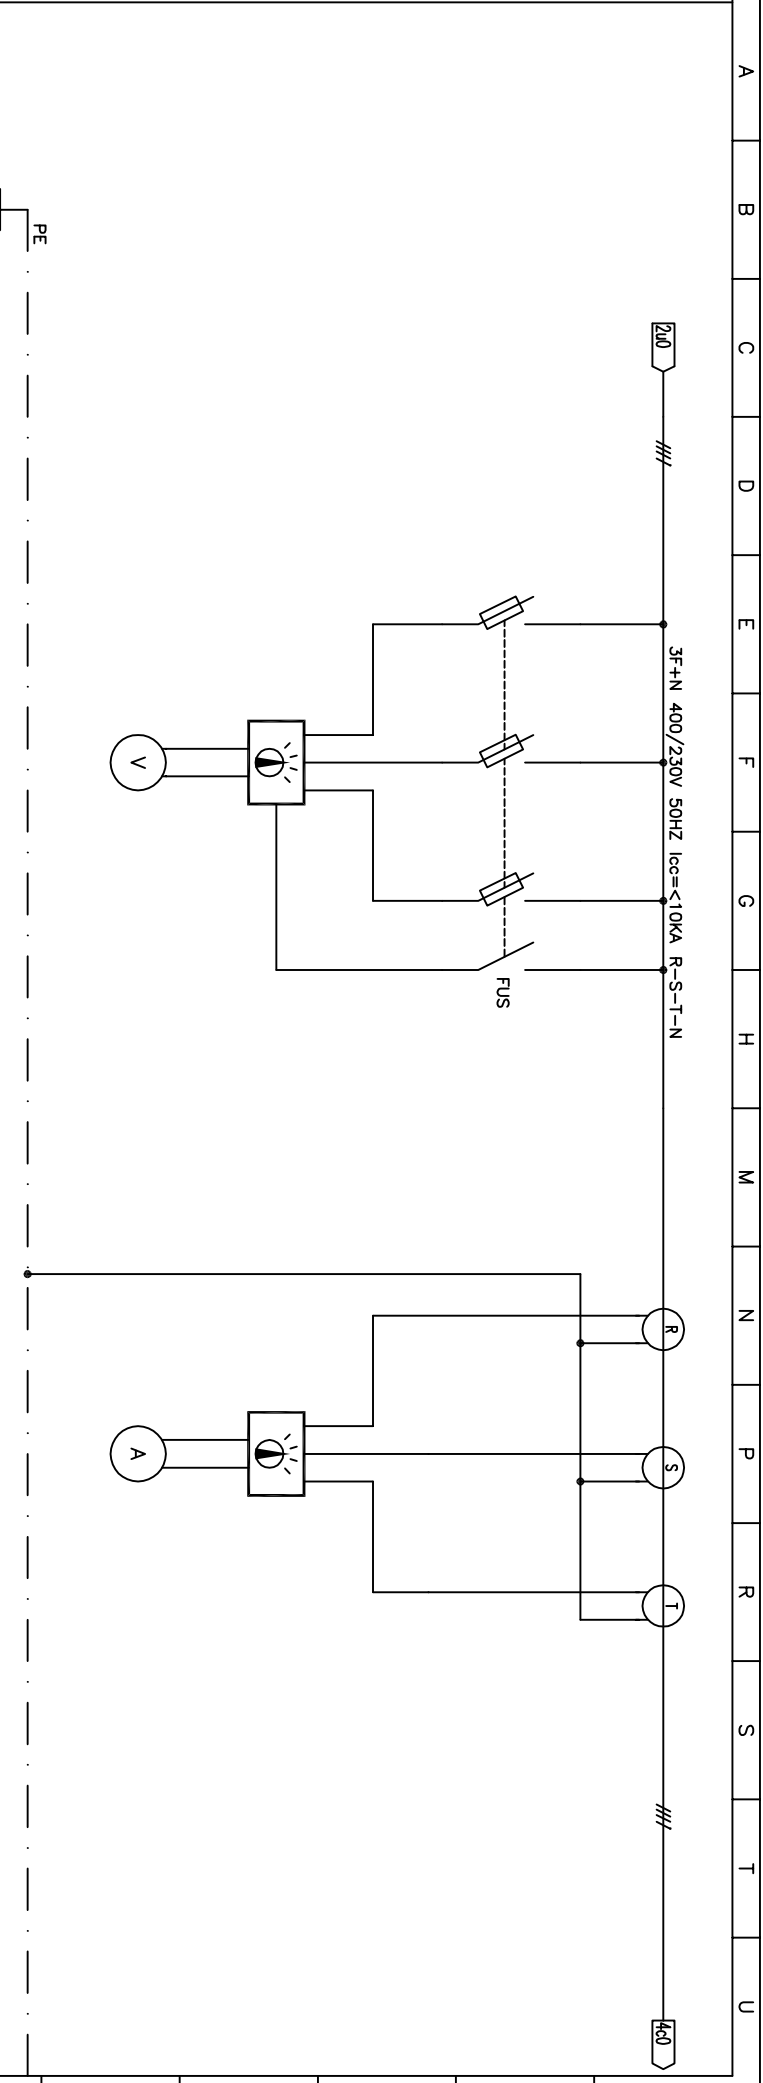 A B C D E F G H M N P R S T U
2u0
4c0
3F+N 400/230V 50HZ Icc=<10KA R-S-T-N
R S T
FUS
V
A
PE